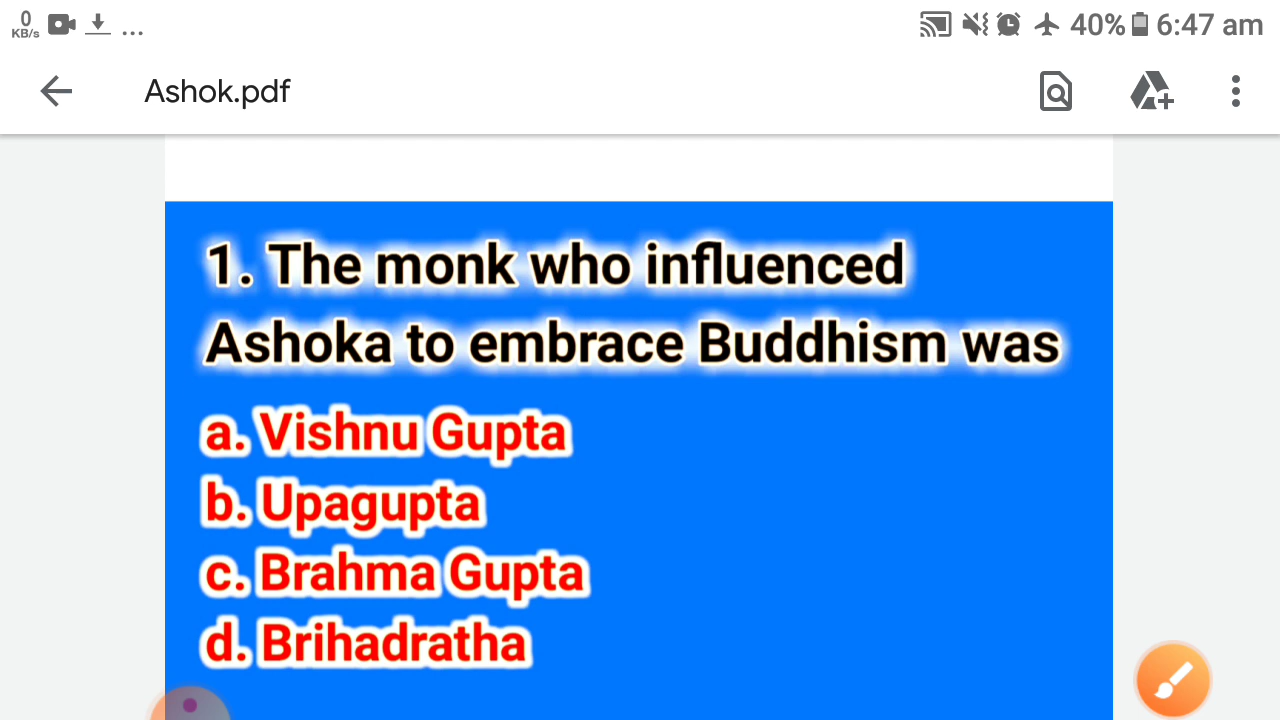 0
KB/s ... 40% 6:47 am
Ashok.pdf
1. The monk who influenced
Ashoka to embrace Buddhism was
a. Vishnu Gupta
b. Upagupta
c. Brahma Gupta
d. Brihadratha